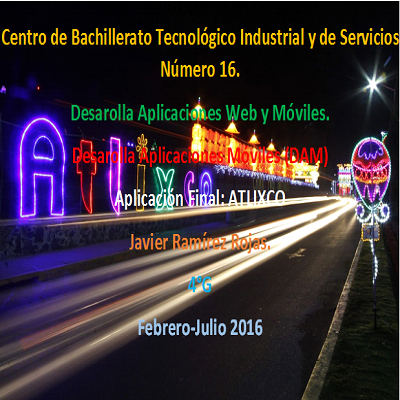 Centro de Bachillerato Tecnológico Industrial y de Servicios
Número 16.
Desarolla Aplicaciones Web y Móviles.
Desarolla Aplicaciones Móviles (DAM)
Atlixco
Aplicación Final: ATLIXCO
Javier Ramírez Rojas.
4°G
Febrero-Julio 2016